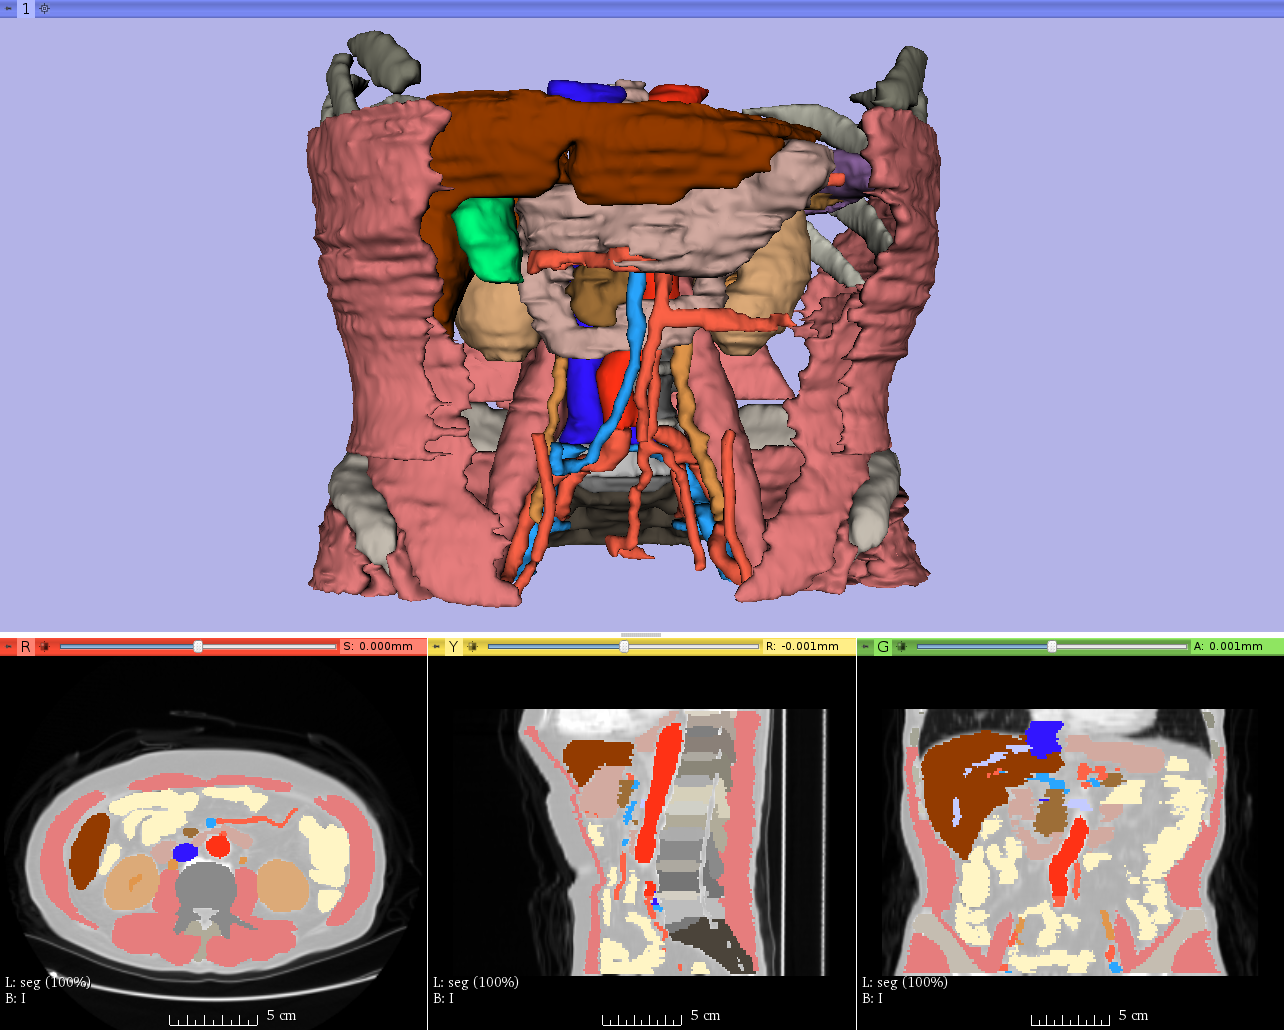 1
R S: 0.000mm
Y R: -0.001mm
G A: 0.001mm
L: seg (100%)
B: I
5 cm
L: seg (100%)
B: I
5 cm
L: seg (100%)
B: I
5 cm